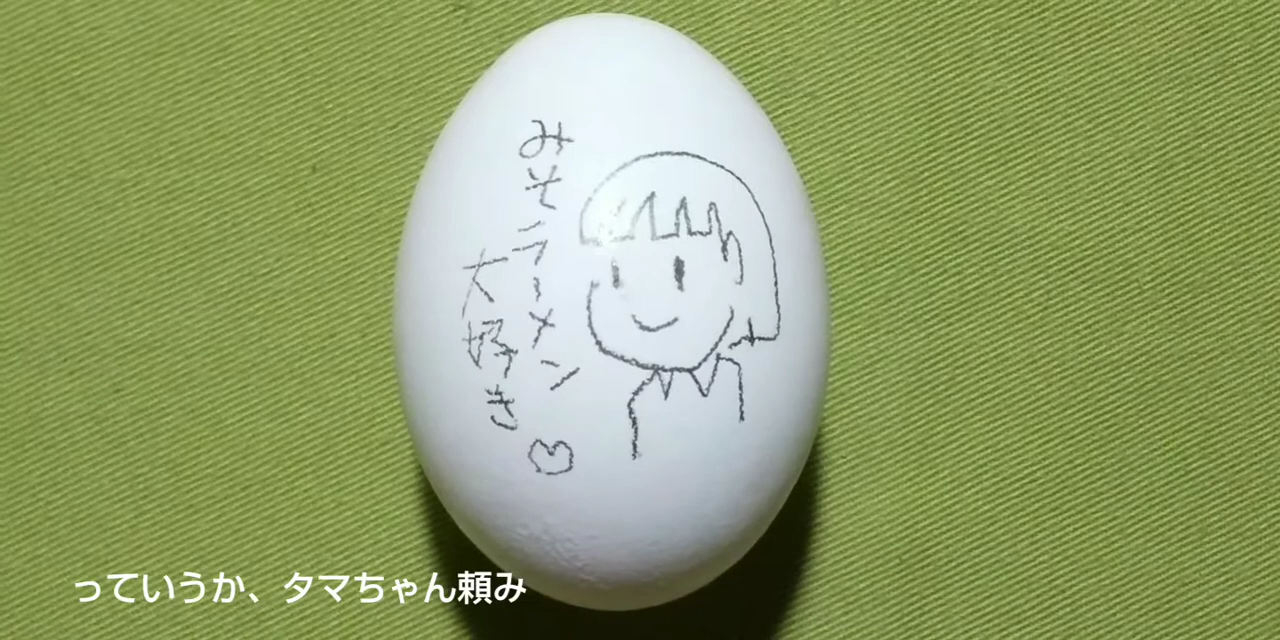 みそラーメン
大好き♡
っていうか、タマちゃん頼み